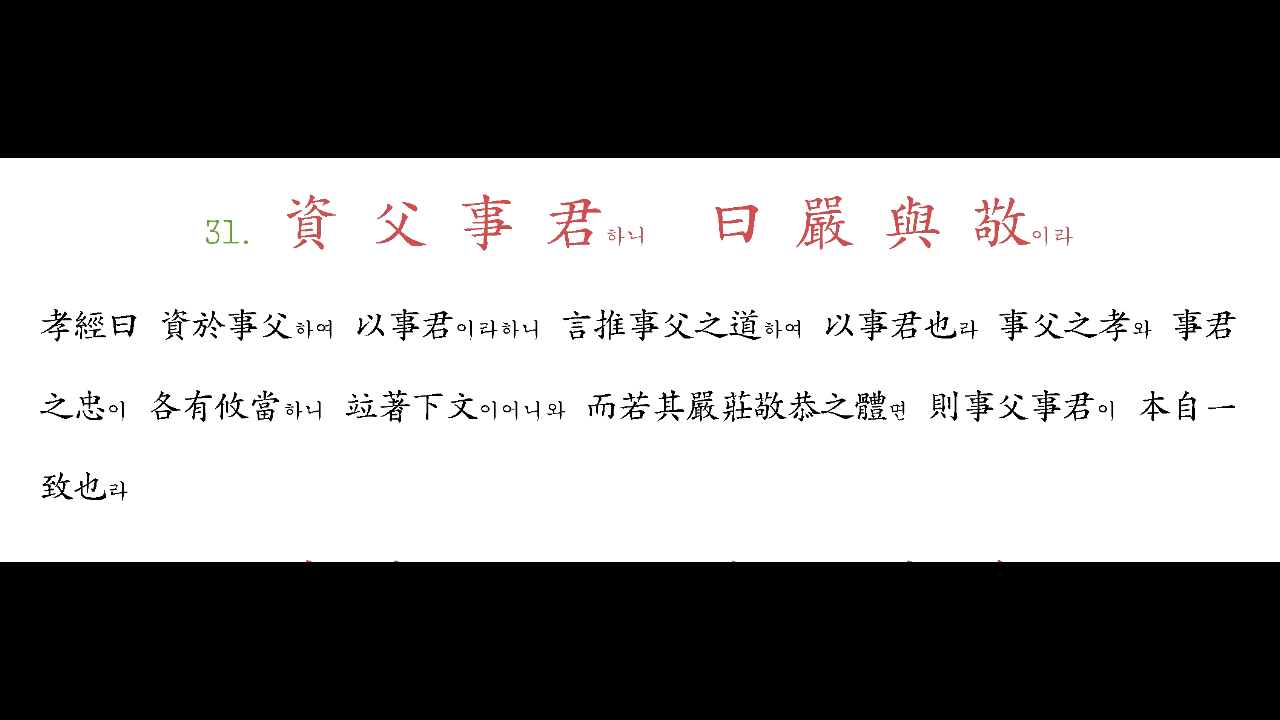 31. 資父事君하니 曰嚴與敬이라
孝經曰 資於事父하여 以事君이라하니 言推事父之道하여 以事君也라 事父之孝와 事君
之忠이 各有攸當하니 竝著下文이어니와 而若其嚴莊敬恭之體면 則事父事君이 本自一
致也라